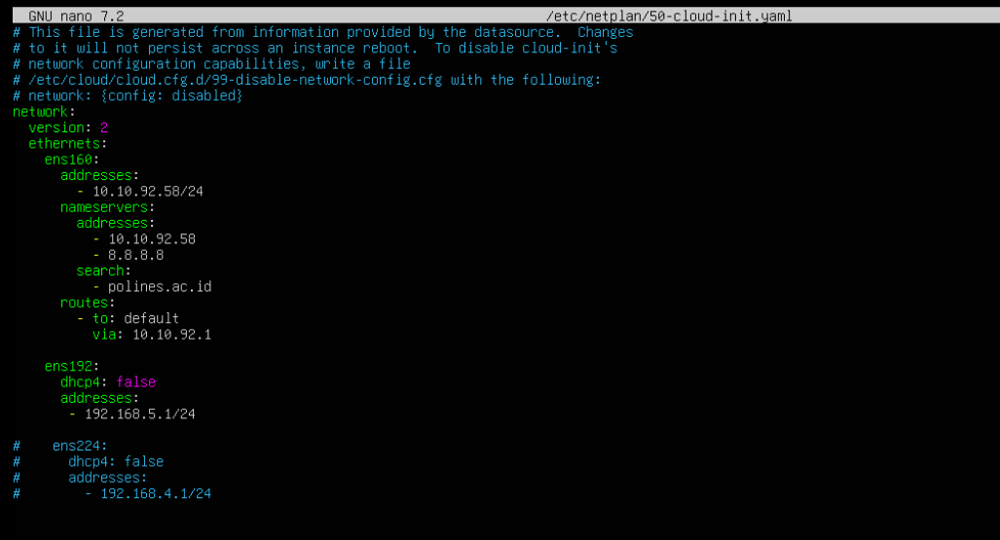 GNU nano 7.2 /etc/netplan/50-cloud-init.yaml
# This file is generated from information provided by the datasource.  Changes
# to it will not persist across an instance reboot.  To disable cloud-init's
# network configuration capabilities, write a file
# /etc/cloud/cloud.cfg.d/99-disable-network-config.cfg with the following:
# network: {config: disabled}
network:
  version: 2
  ethernets:
    ens160:
      addresses:
        - 10.10.92.58/24
      nameservers:
        addresses:
          - 10.10.92.58
          - 8.8.8.8
        search:
          - polines.ac.id
      routes:
        - to: default
          via: 10.10.92.1
    ens192:
      dhcp4: false
      addresses:
       - 192.168.5.1/24
#    ens224:
#      dhcp4: false
#      addresses:
#        - 192.168.4.1/24